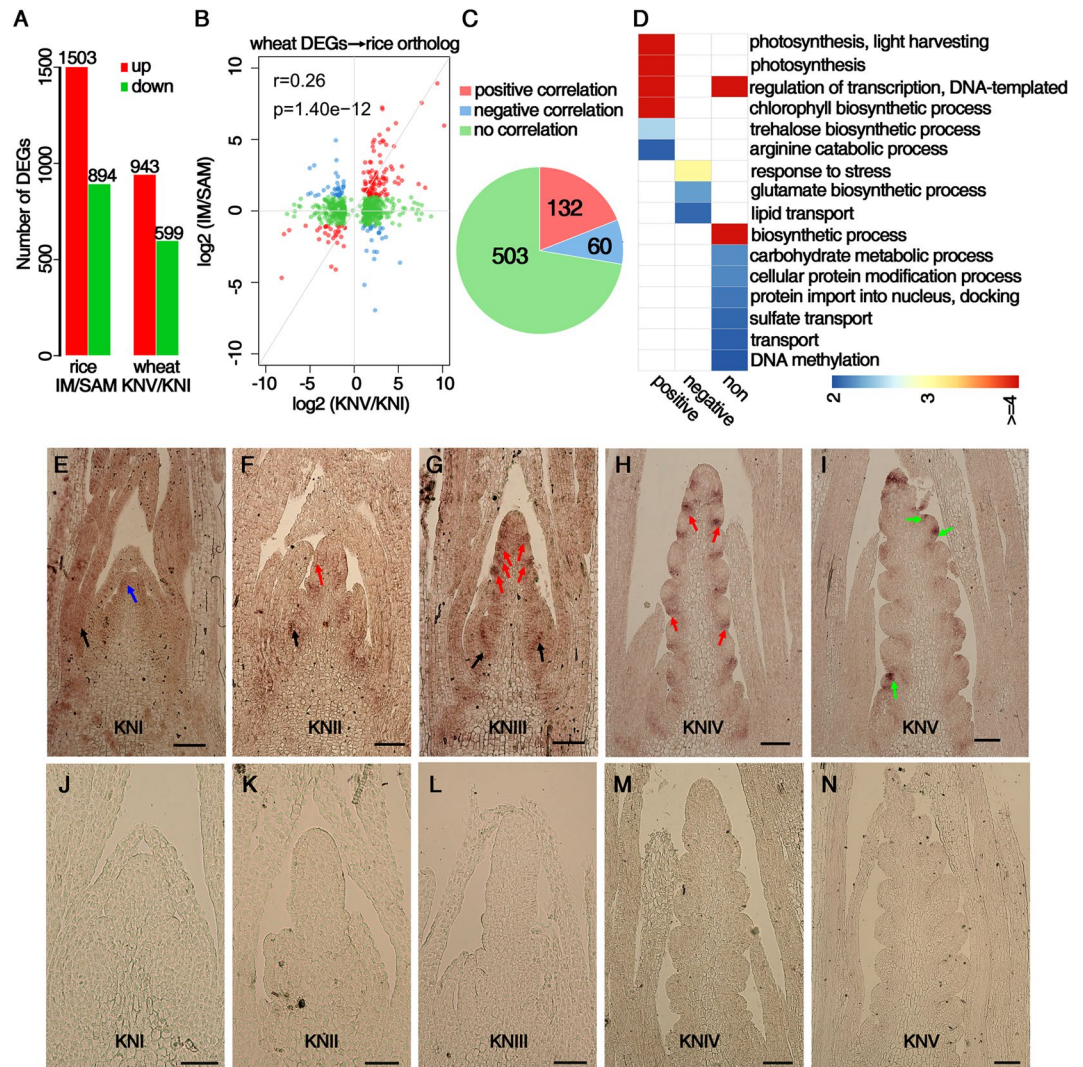 A
1503
up
down
943
894
599
Number of DEGs
0
500
1000
1500
rice
wheat
IM/SAM
KNV/KNI
B
wheat DEGs→rice ortholog
r=0.26
p=1.40e−12
log2 (IM/SAM)
10
5
0
-5
-10
-10
-5
0
5
10
log2 (KNV/KNI)
C
positive correlation
negative correlation
no correlation
132
60
503
D
photosynthesis, light harvesting
photosynthesis
regulation of transcription, DNA-templated
chlorophyll biosynthetic process
trehalose biosynthetic process
arginine catabolic process
response to stress
glutamate biosynthetic process
lipid transport
biosynthetic process
carbohydrate metabolic process
cellular protein modification process
protein import into nucleus, docking
sulfate transport
transport
DNA methylation
positive
negative
non
2
3
>=4
E
KNI
F
KNII
G
KNIII
H
KNIV
I
KNV
J
KNI
K
KNII
L
KNIII
M
KNIV
N
KNV